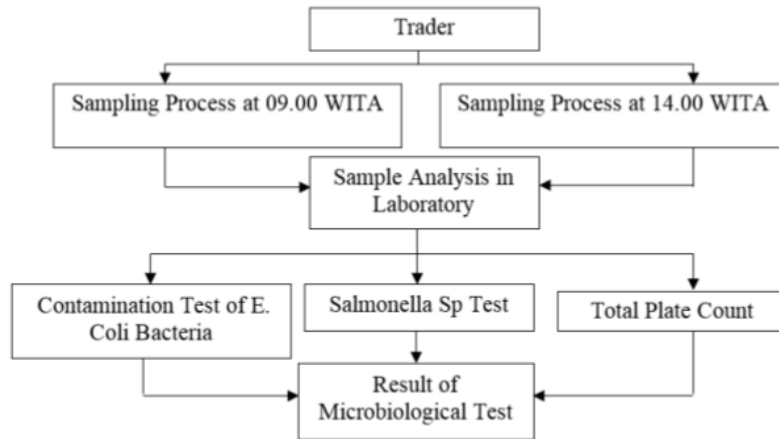 Trader
Sampling Process at 09.00 WITA
Sampling Process at 14.00 WITA
Sample Analysis in
Laboratory
Contamination Test of E.
Coli Bacteria
Salmonella Sp Test
Total Plate Count
Result of
Microbiological Test